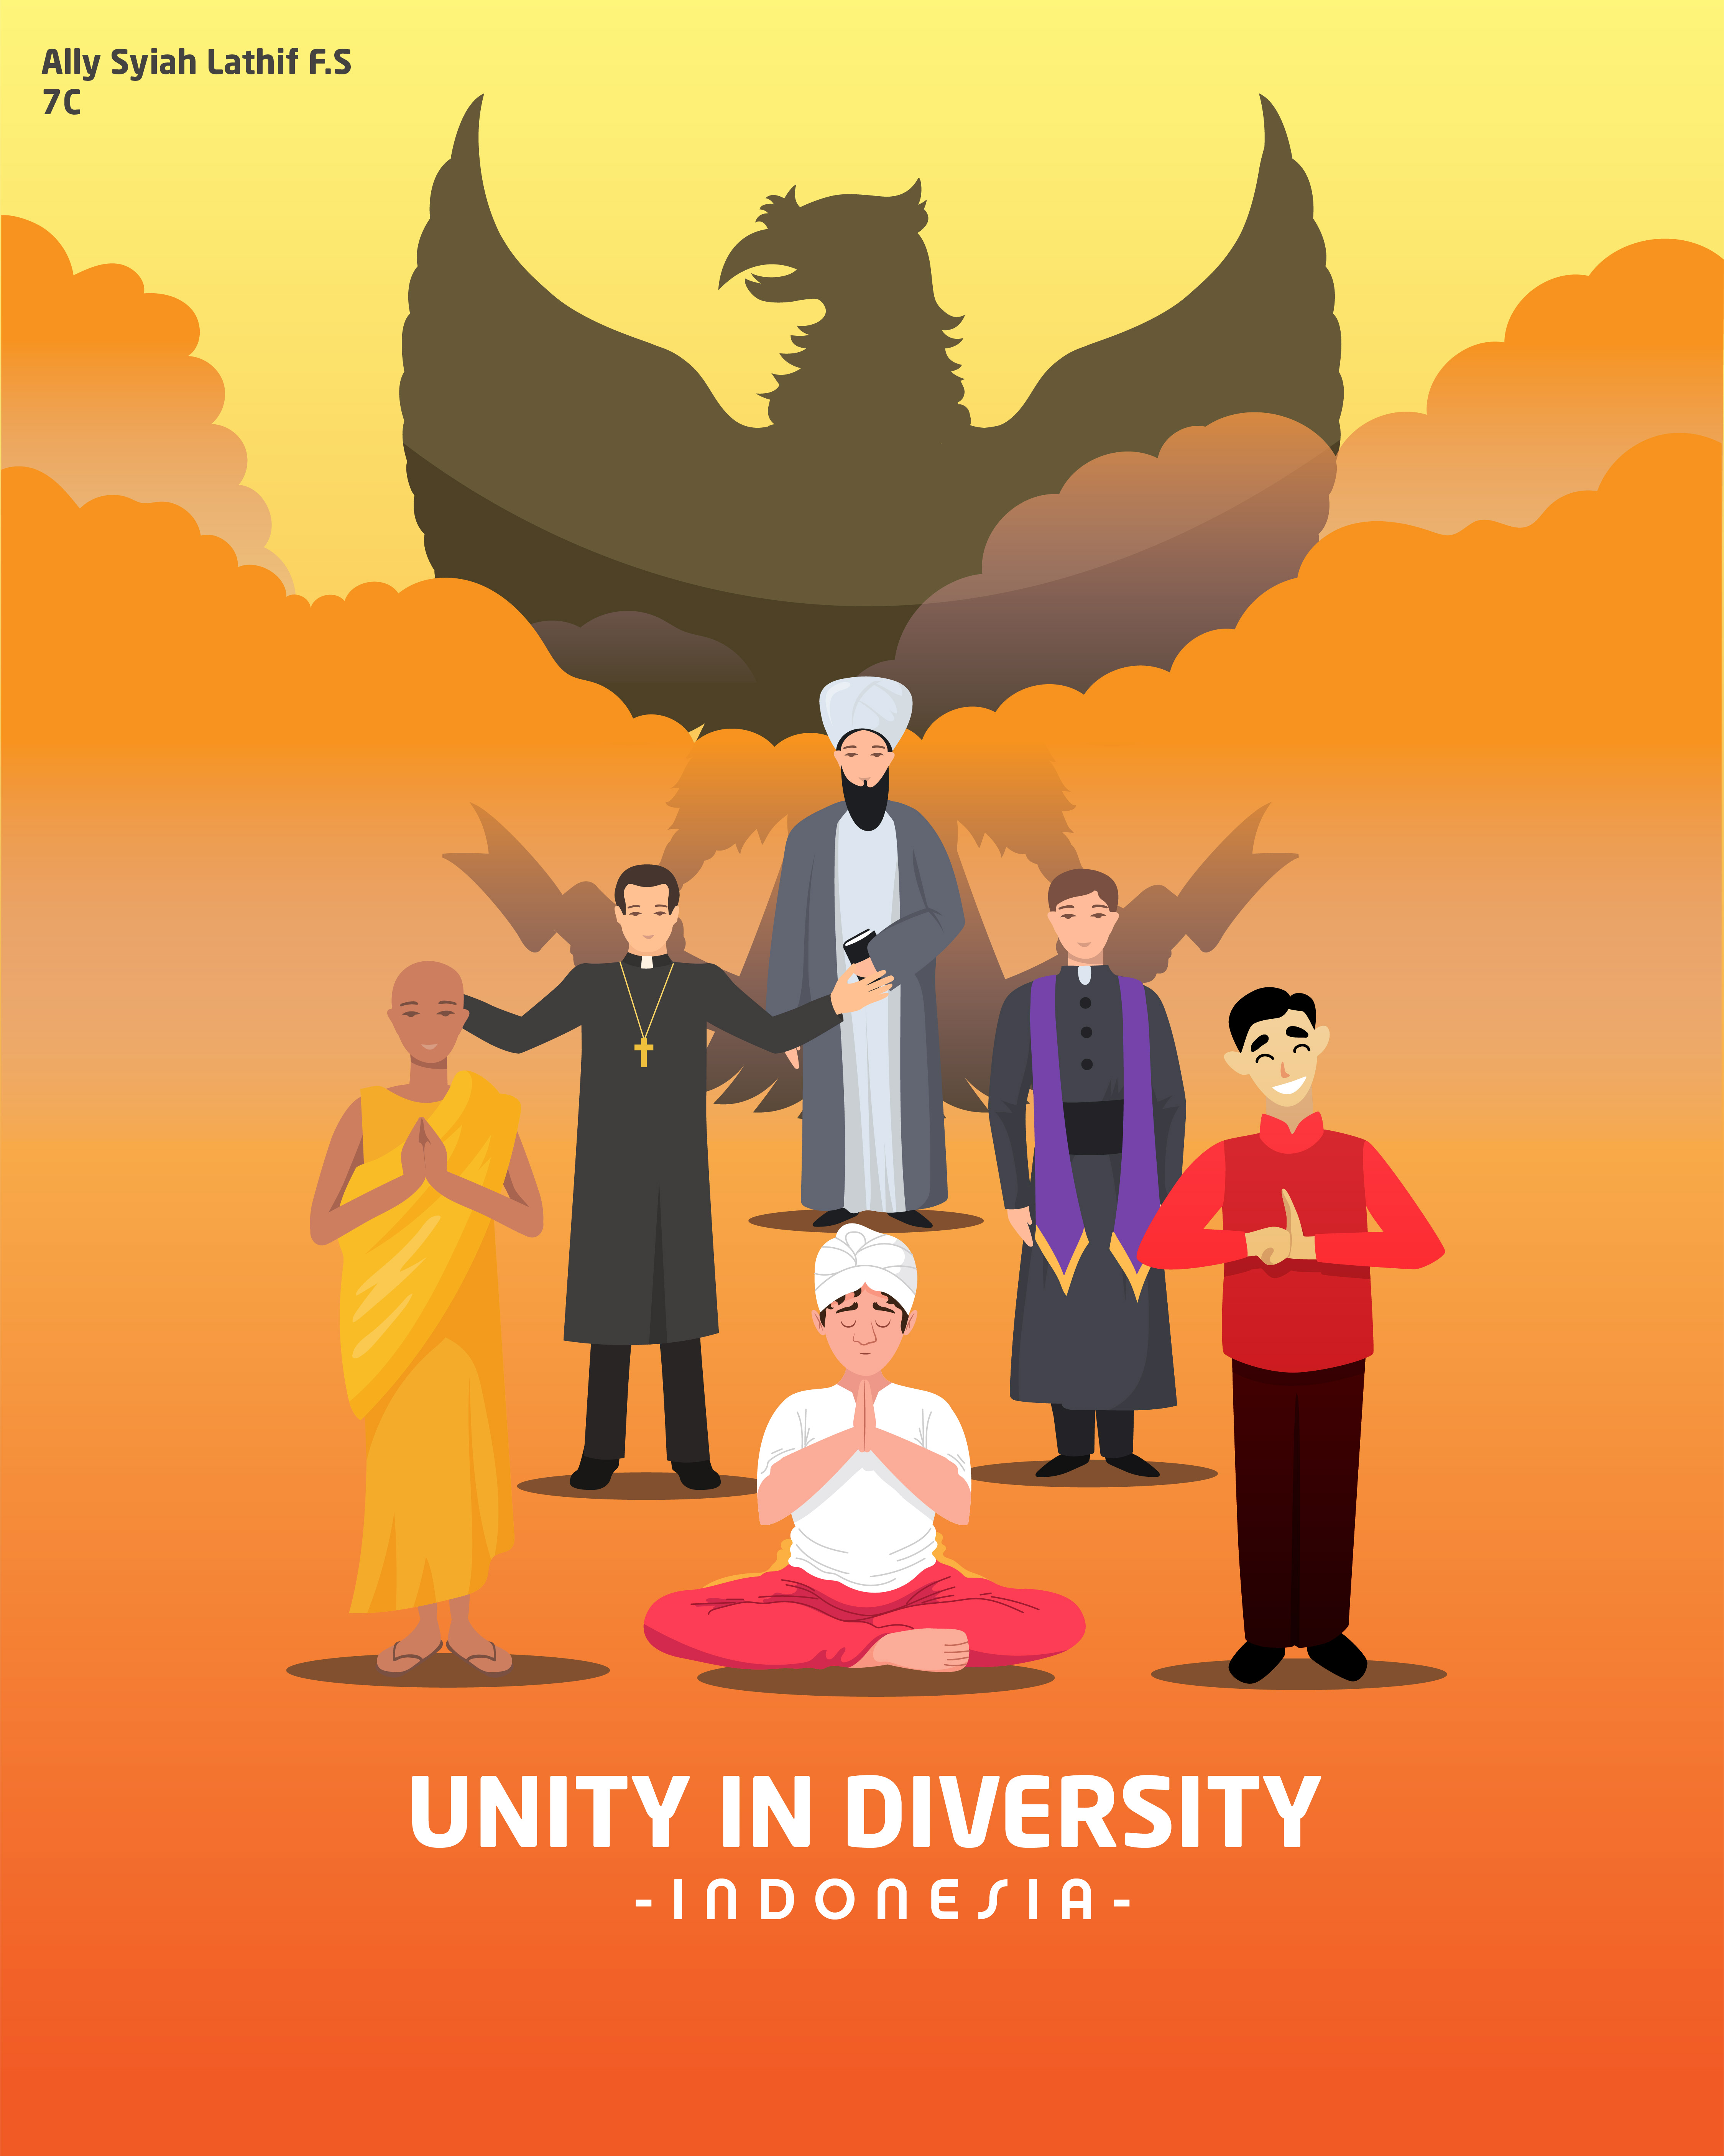 Ally Syiah Lathif F.S
7C
UNITY IN DIVERSITY
-INDONESIA-